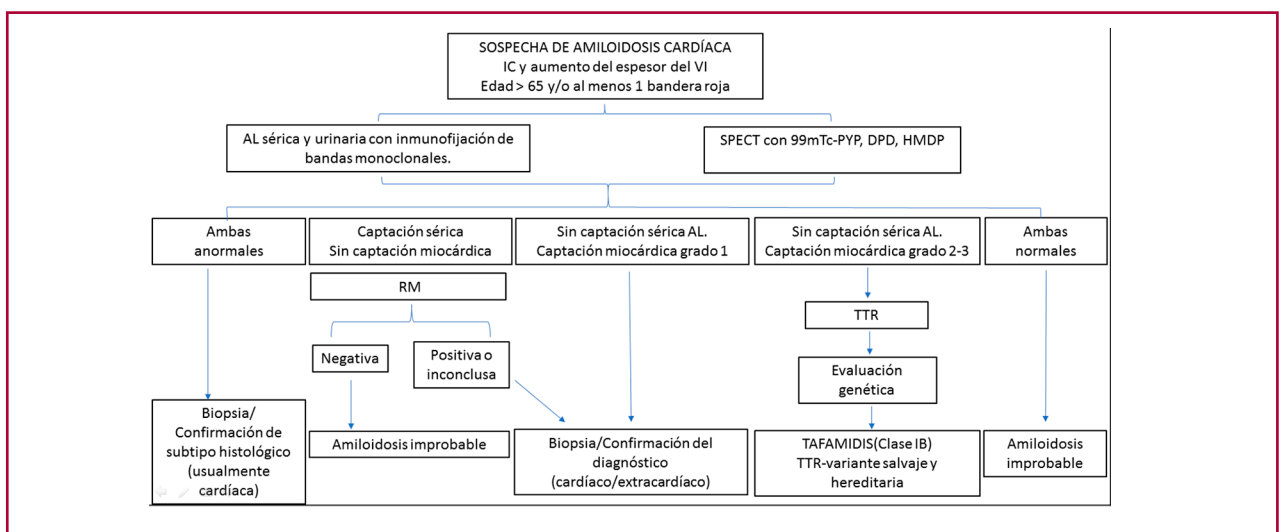 SOSPECHA DE AMILOIDOSIS CARDÍACA
IC y aumento del espesor del VI
Edad > 65 y/o al menos 1 bandera roja
AL sérica y urinaria con inmunofijación de
bandas monoclonales.
SPECT con 99mTc-PYP, DPD, HMDP
Ambas
anormales
Captación sérica
Sin captación miocárdica
Sin captación sérica AL.
Captación miocárdica grado 1
Sin captación sérica AL.
Captación miocárdica grado 2-3
Ambas
normales
RM
TTR
Negativa
Positiva o
inconclusa
Evaluación
genética
Biopsia/
Confirmación de
subtipo histológico
(usualmente
cardíaca)
Amiloidosis improbable
Biopsia/Confirmación del
diagnóstico
(cardíaco/extracardíaco)
TAFAMIDIS(Clase IB)
TTR-variante salvaje y
hereditaria
Amiloidosis
improbable